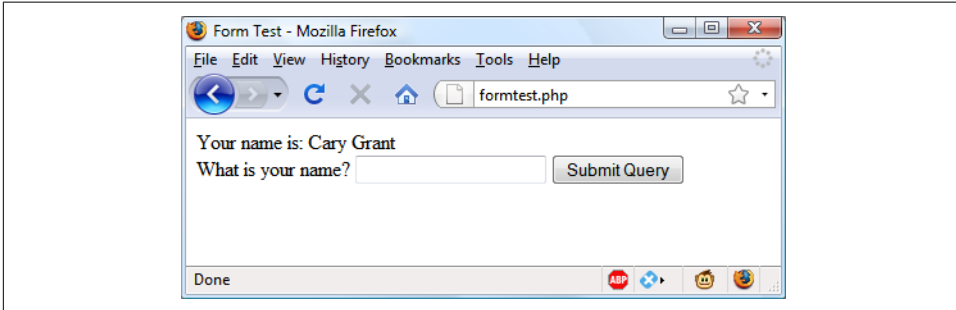 Form Test - Mozilla Firefox
File Edit View History Bookmarks Tools Help
formtest.php
Your name is: Cary Grant
What is your name? Submit Query
Done ABP